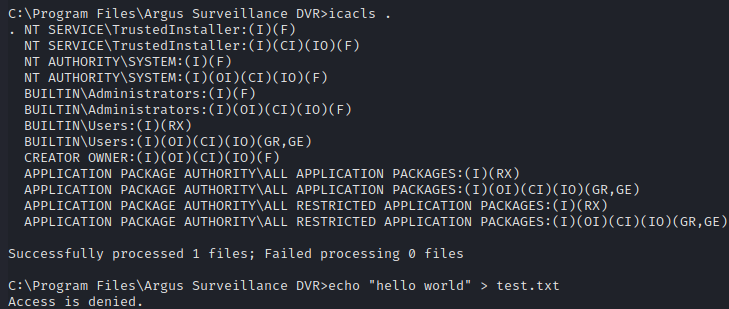 C:\Program Files\Argus Surveillance DVR>icacls .
. NT SERVICE\TrustedInstaller:(I)(F)
NT SERVICE\TrustedInstaller:(I)(CI)(IO)(F)
NT AUTHORITY\SYSTEM:(I)(F)
NT AUTHORITY\SYSTEM:(I)(OI)(CI)(IO)(F)
BUILTIN\Administrators:(I)(F)
BUILTIN\Administrators:(I)(OI)(CI)(IO)(F)
BUILTIN\Users:(I)(RX)
BUILTIN\Users:(I)(OI)(CI)(IO)(GR,GE)
CREATOR OWNER:(I)(OI)(CI)(IO)(F)
APPLICATION PACKAGE AUTHORITY\ALL APPLICATION PACKAGES:(I)(RX)
APPLICATION PACKAGE AUTHORITY\ALL APPLICATION PACKAGES:(I)(OI)(CI)(IO)(GR,GE)
APPLICATION PACKAGE AUTHORITY\ALL RESTRICTED APPLICATION PACKAGES:(I)(RX)
APPLICATION PACKAGE AUTHORITY\ALL RESTRICTED APPLICATION PACKAGES:(I)(OI)(CI)(IO)(GR,GE)
Successfully processed 1 files; Failed processing 0 files
C:\Program Files\Argus Surveillance DVR>echo "hello world" > test.txt
Access is denied.